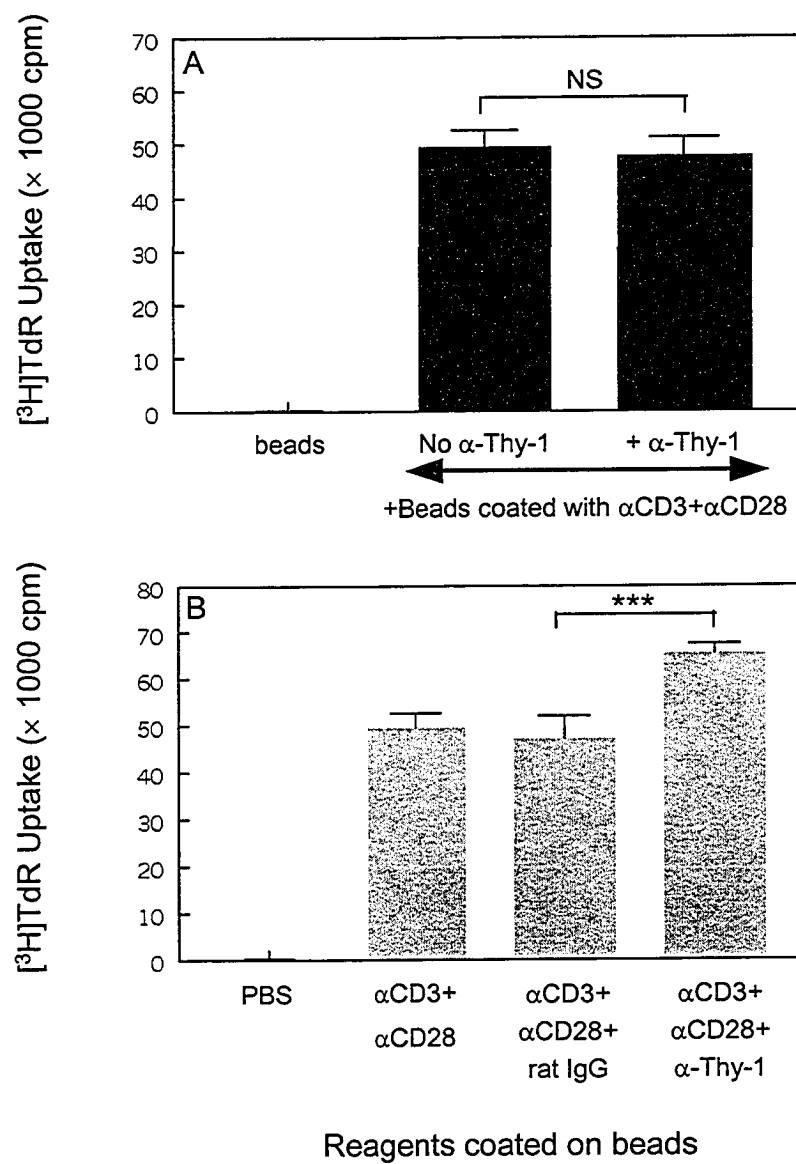 A
[³H]TdR Uptake (× 1000 cpm)
70
60
50
40
30
20
10
0
NS
beads
No α-Thy-1
+ α-Thy-1
+Beads coated with αCD3+αCD28
B
[³H]TdR Uptake (× 1000 cpm)
80
70
60
50
40
30
20
10
0
***
PBS
αCD3+
αCD28
αCD3+
αCD28+
rat IgG
αCD3+
αCD28+
α-Thy-1
Reagents coated on beads